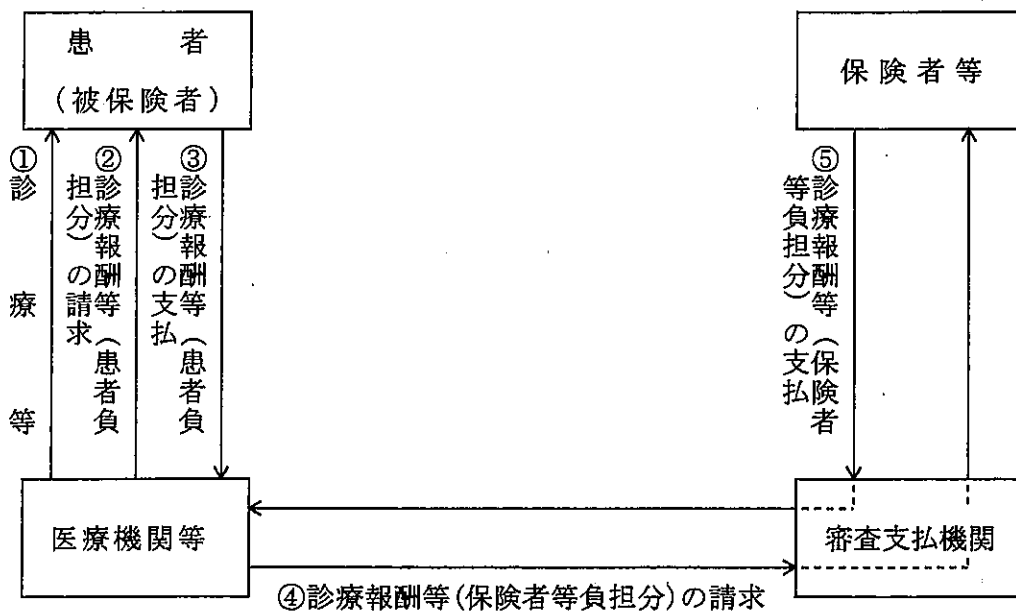 患者
(被保険者)
保険者等
①診療等
②診療報酬等(患者負
担分)の請求
③診療報酬等(患者負
担分)の支払
⑤診療報酬等(保険者
等負担分)の支払
医療機関等
審査支払機関
④診療報酬等(保険者等負担分)の請求